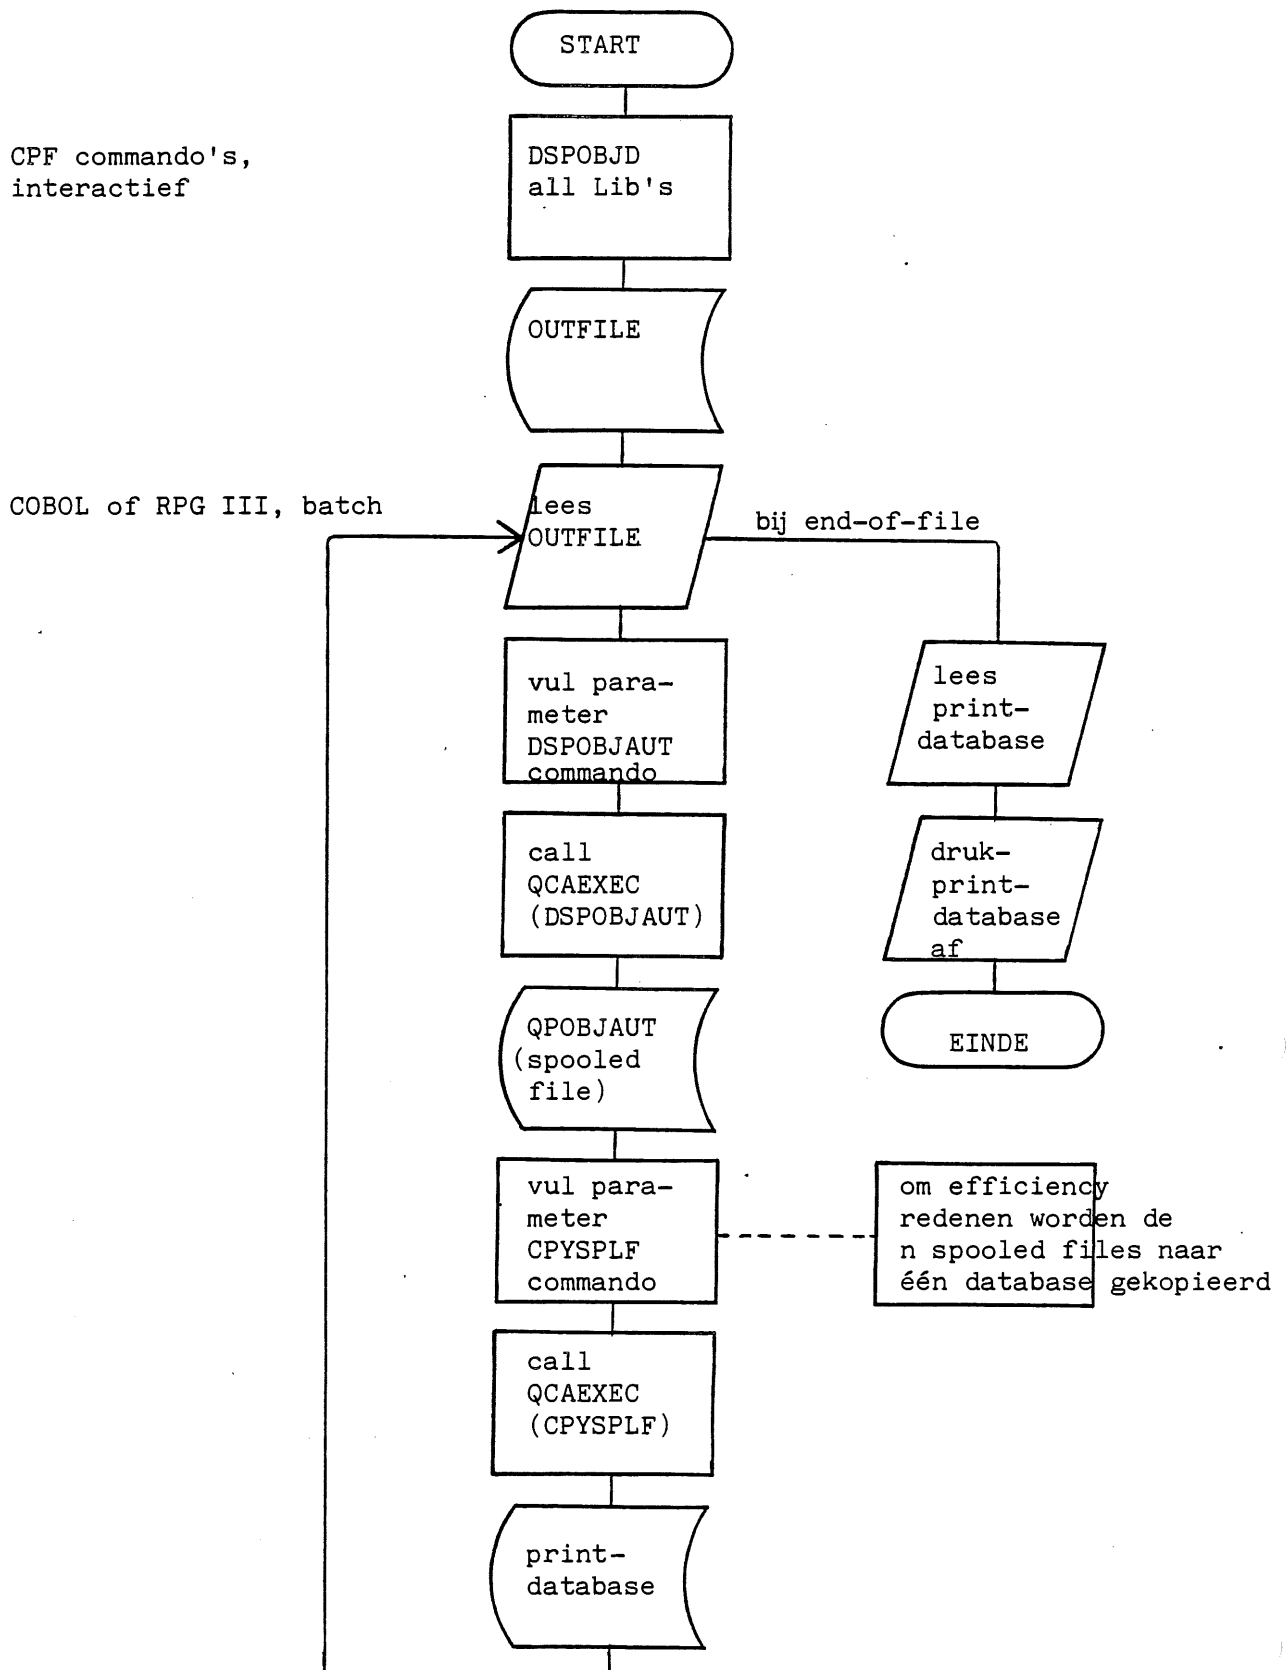 START
CPF commando's,
interactief
DSPOBJD
all Lib's
OUTFILE
COBOL of RPG III, batch
lees
OUTFILE
bij end-of-file
vul para-
meter
DSPOBJAUT
commando
lees
print-
database
call
QCAEXEC
(DSPOBJAUT)
druk-
print-
database
af
QPOBJAUT
(spooled
file)
EINDE
vul para-
meter
CPYSPLF
commando
om efficiency
redenen worden de
n spooled files naar
één database gekopieerd
call
QCAEXEC
(CPYSPLF)
print-
database